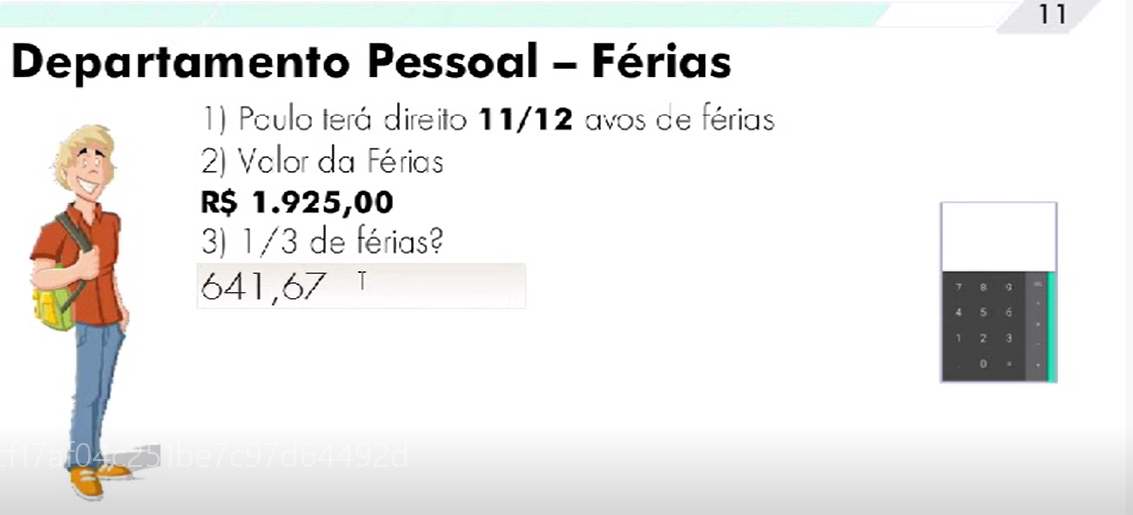 11
Departamento Pessoal – Férias
1) Paulo terá direito 11/12 avos de férias
2) Valor da Férias
R$ 1.925,00
3) 1/3 de férias?
641,67
7 8 9
4 5 6
1 2 3
. 0 =
cf17af04c251be7c97d64492d